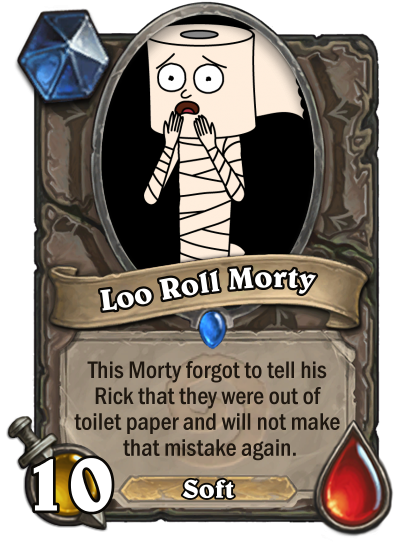 Loo Roll Morty
This Morty forgot to tell his
Rick that they were out of
toilet paper and will not make
that mistake again.
10
Soft